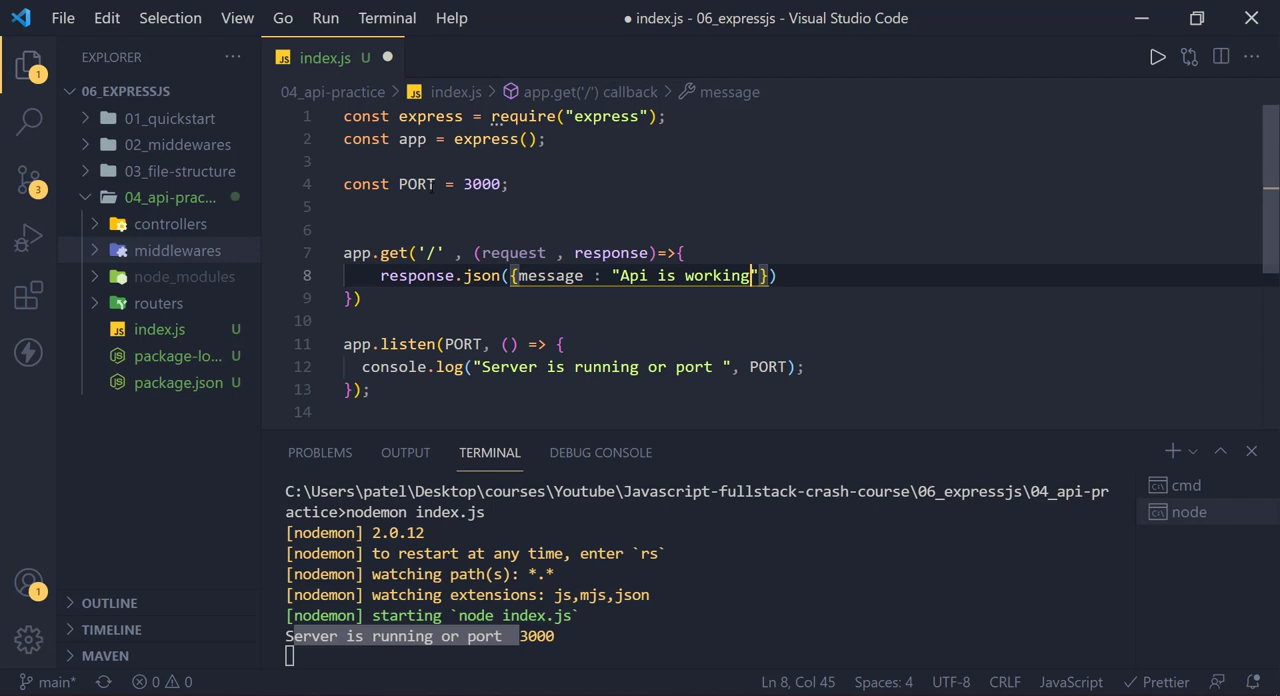 File Edit Selection View Go Run Terminal Help
● index.js - 06_expressjs - Visual Studio Code
1
EXPLORER
···
06_EXPRESSJS
01_quickstart
02_middewares
03_file-structure
04_api-prac...
controllers
middlewares
node_modules
routers
JS index.js U
package-lo... U
package.json U
3
1
OUTLINE
TIMELINE
MAVEN
JS index.js U ●
04_api-practice > JS index.js > app.get('/') callback > message
1 const express = require("express");
2 const app = express();
3
4 const PORT = 3000;
5
6
7 app.get('/' , (request , response)=>{
8 response.json({message : "Api is working"})
9 })
10
11 app.listen(PORT, () => {
12 console.log("Server is running or port ", PORT);
13 });
14
PROBLEMS OUTPUT TERMINAL DEBUG CONSOLE
C:\Users\patel\Desktop\courses\Youtube\Javascript-fullstack-crash-course\06_expressjs\04_api-pr
actice>nodemon index.js
[nodemon] 2.0.12
[nodemon] to restart at any time, enter `rs`
[nodemon] watching path(s): *.*
[nodemon] watching extensions: js,mjs,json
[nodemon] starting `node index.js`
Server is running or port 3000
cmd
node
main* 0 0 Ln 8, Col 45 Spaces: 4 UTF-8 CRLF JavaScript Prettier